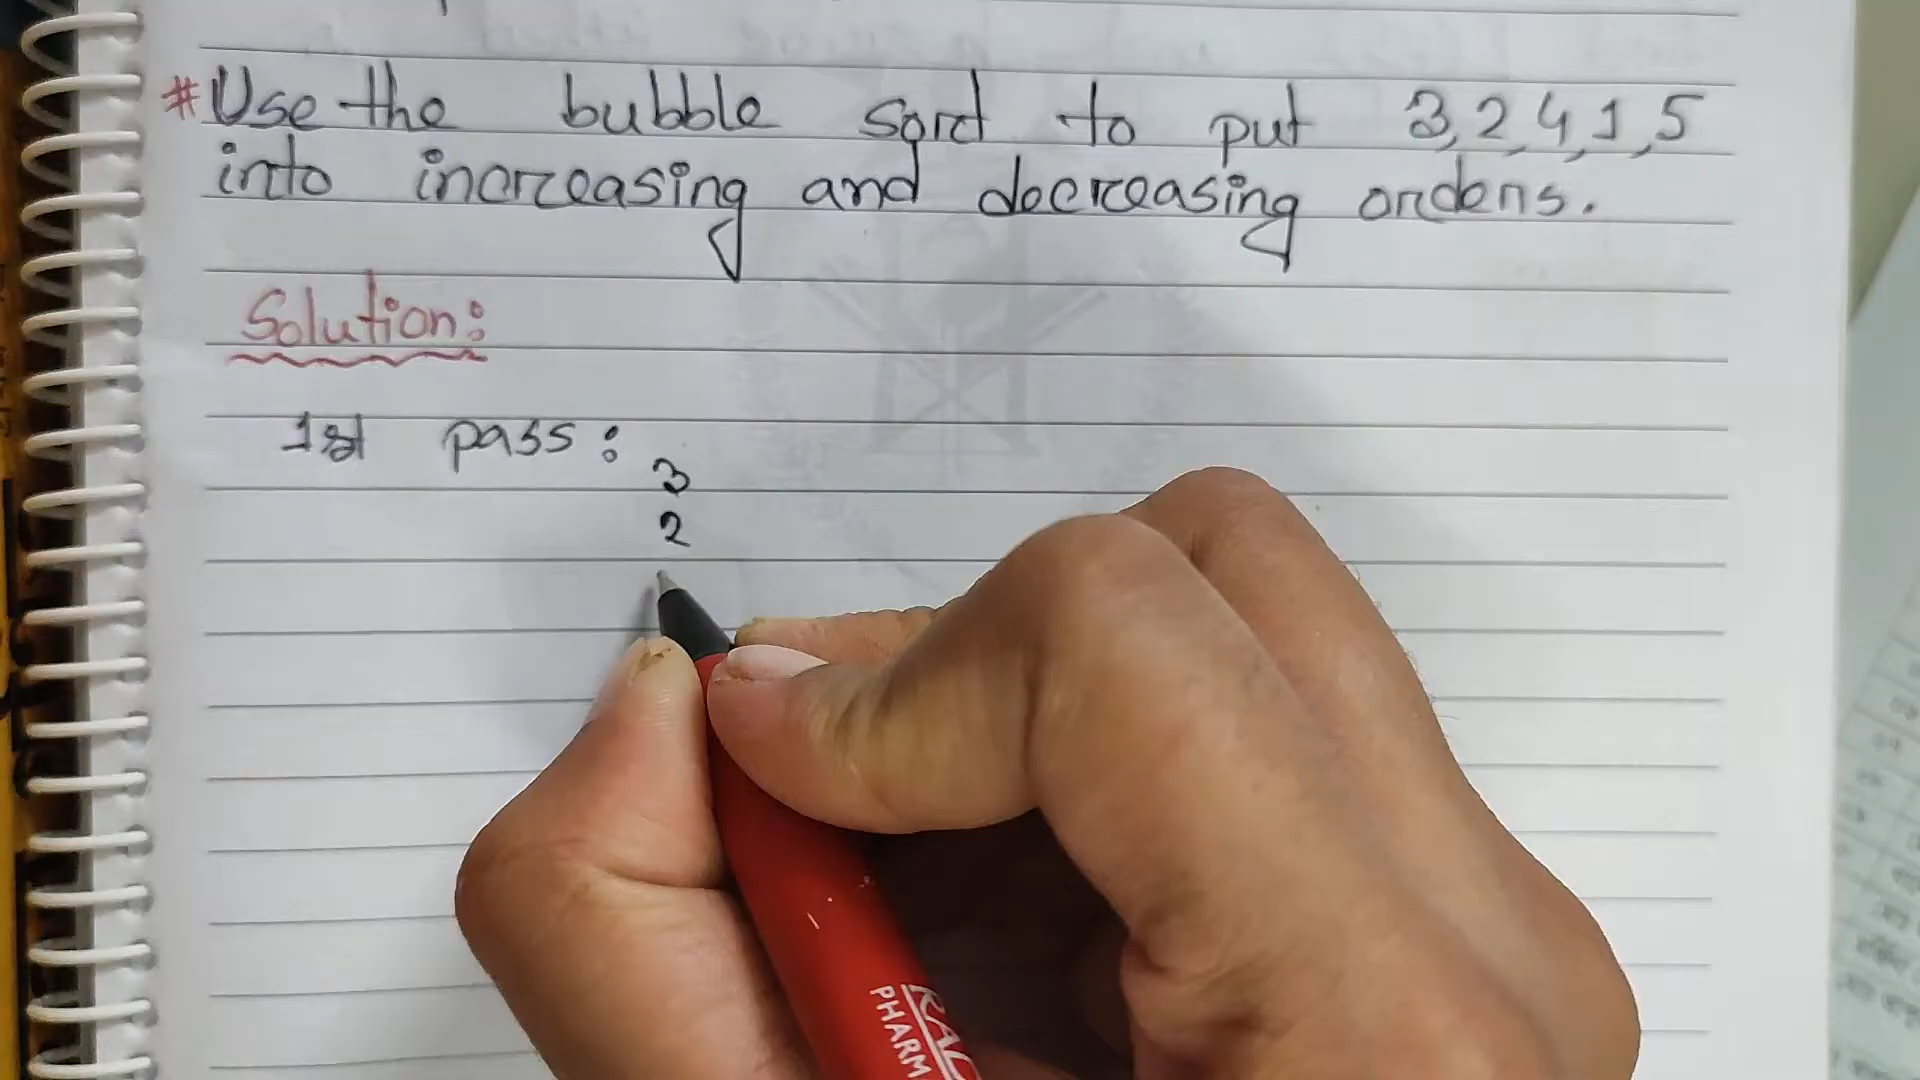 # Use the bubble sort to put 3, 2, 4, 1, 5
into increasing and decreasing orders.
Solution:
1st pass:
3
2
PHARM